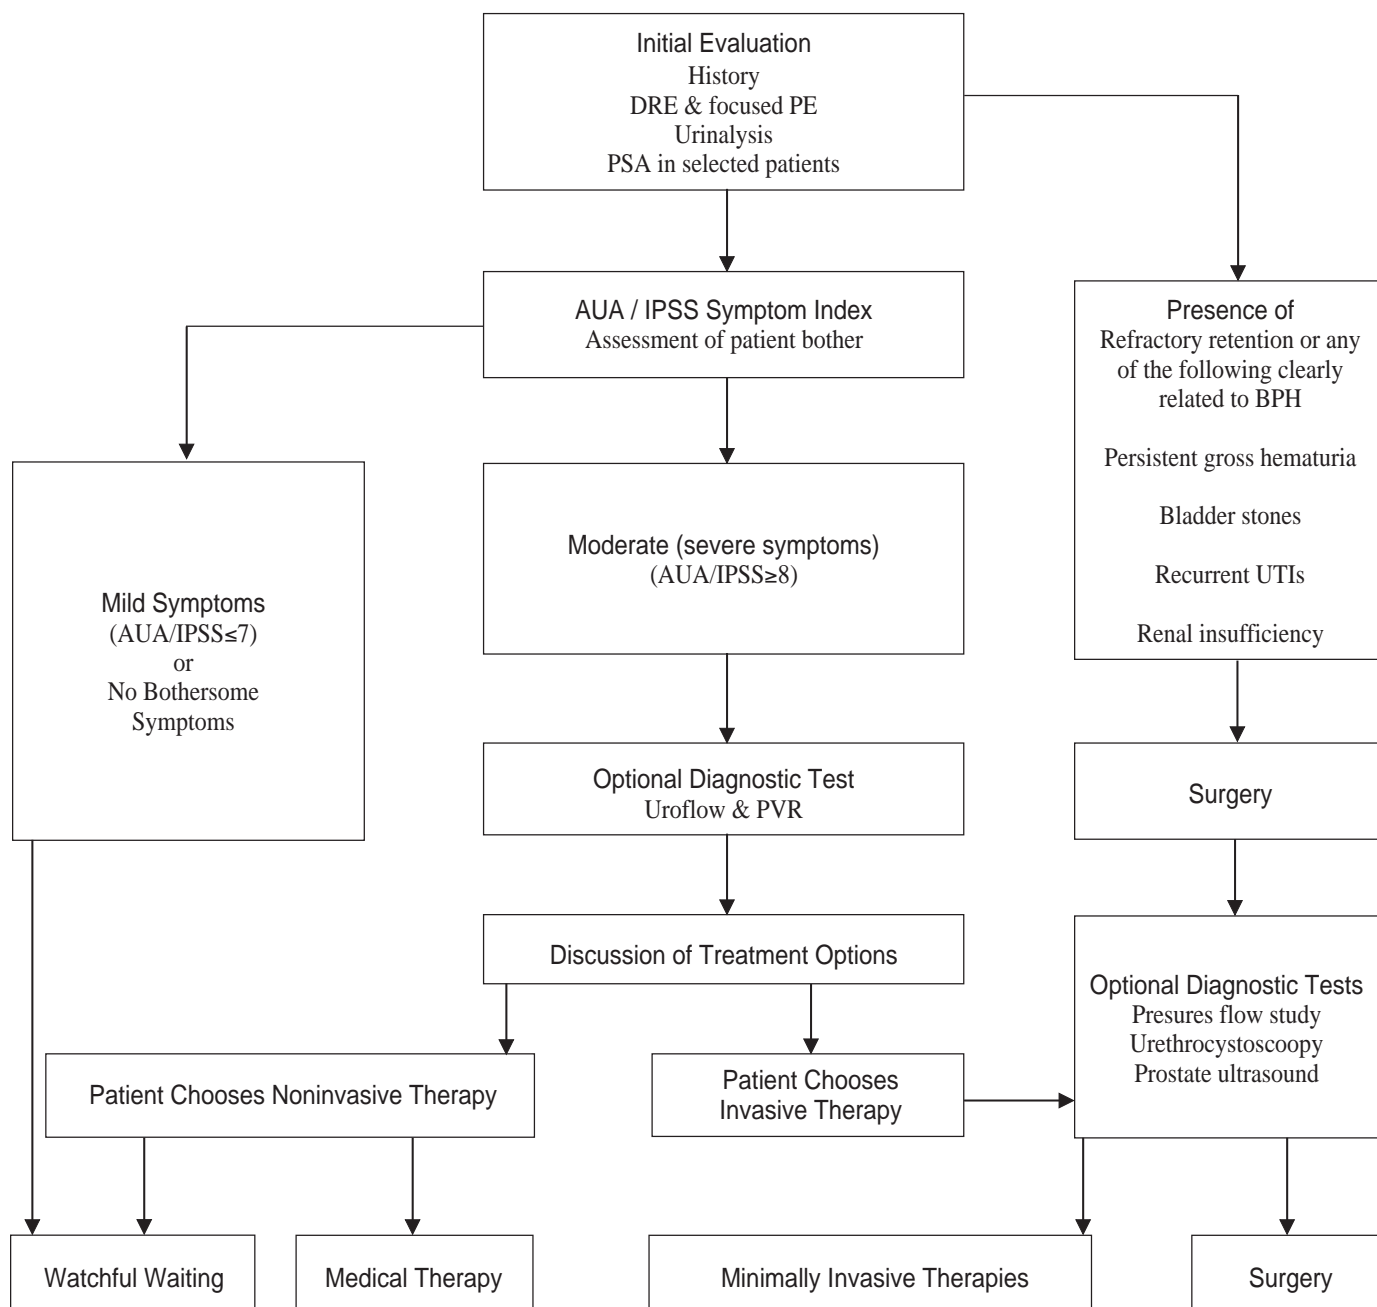 Initial Evaluation
History
DRE & focused PE
Urinalysis
PSA in selected patients
AUA / IPSS Symptom Index
Assessment of patient bother
Presence of
Refractory retention or any
of the following clearly
related to BPH
Persistent gross hematuria
Bladder stones
Recurrent UTIs
Renal insufficiency
Mild Symptoms
(AUA/IPSS≤7)
or
No Bothersome
Symptoms
Moderate (severe symptoms)
(AUA/IPSS≥8)
Optional Diagnostic Test
Uroflow & PVR
Surgery
Discussion of Treatment Options
Optional Diagnostic Tests
Presures flow study
Urethrocystoscoopy
Prostate ultrasound
Patient Chooses Noninvasive Therapy
Patient Chooses
Invasive Therapy
Watchful Waiting
Medical Therapy
Minimally Invasive Therapies
Surgery